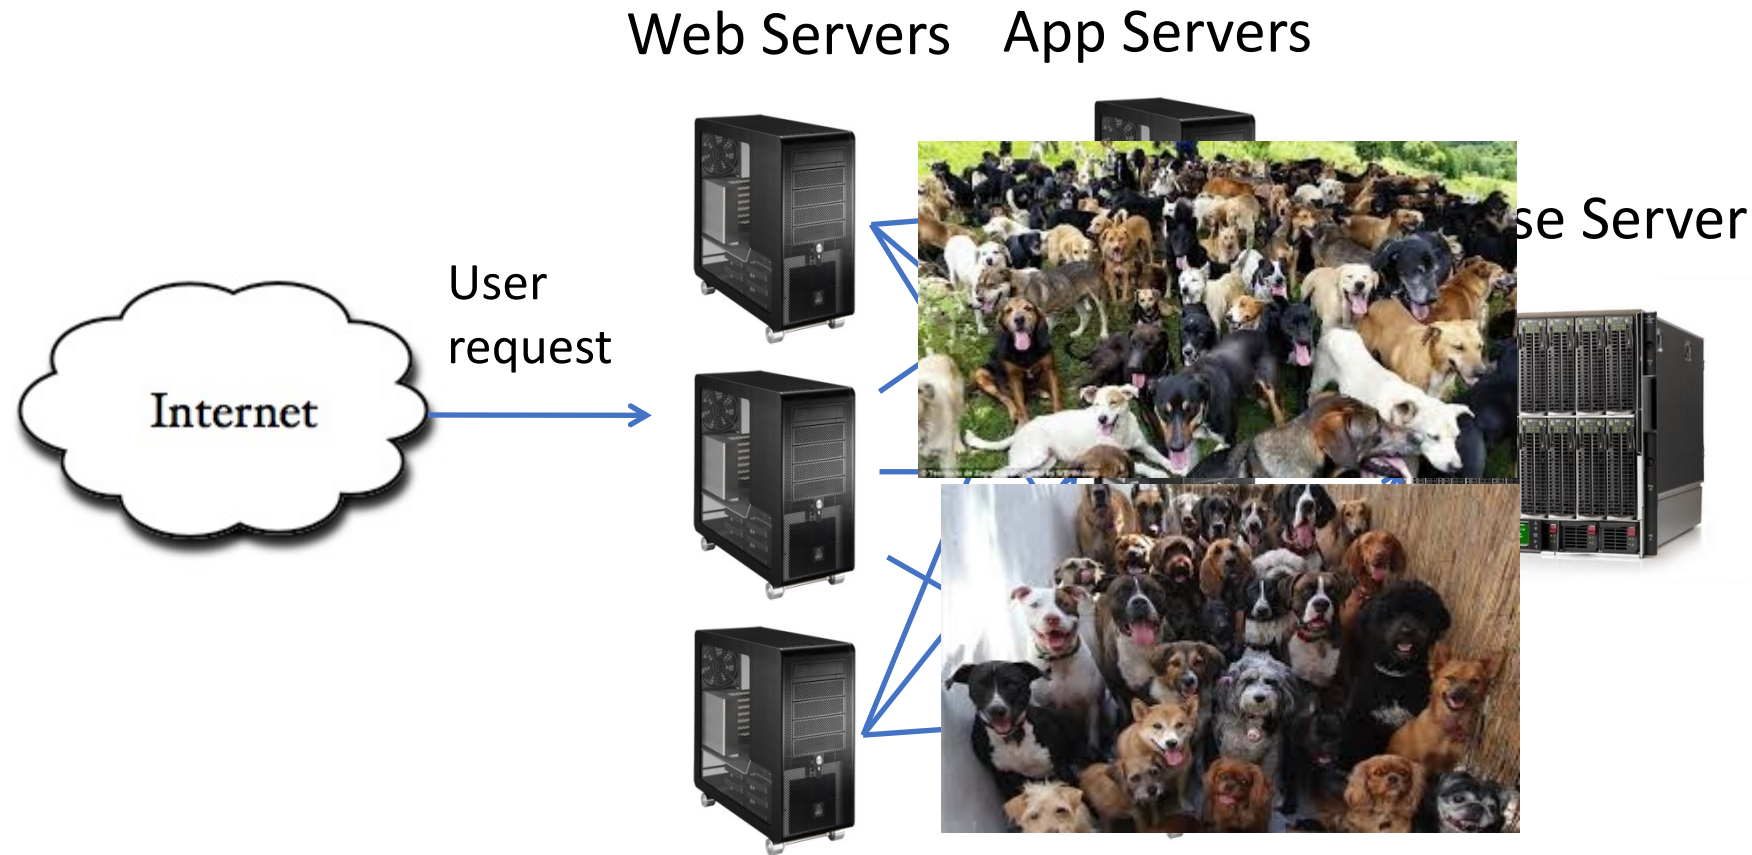 Web Servers
App Servers
se Server
User
request
Internet